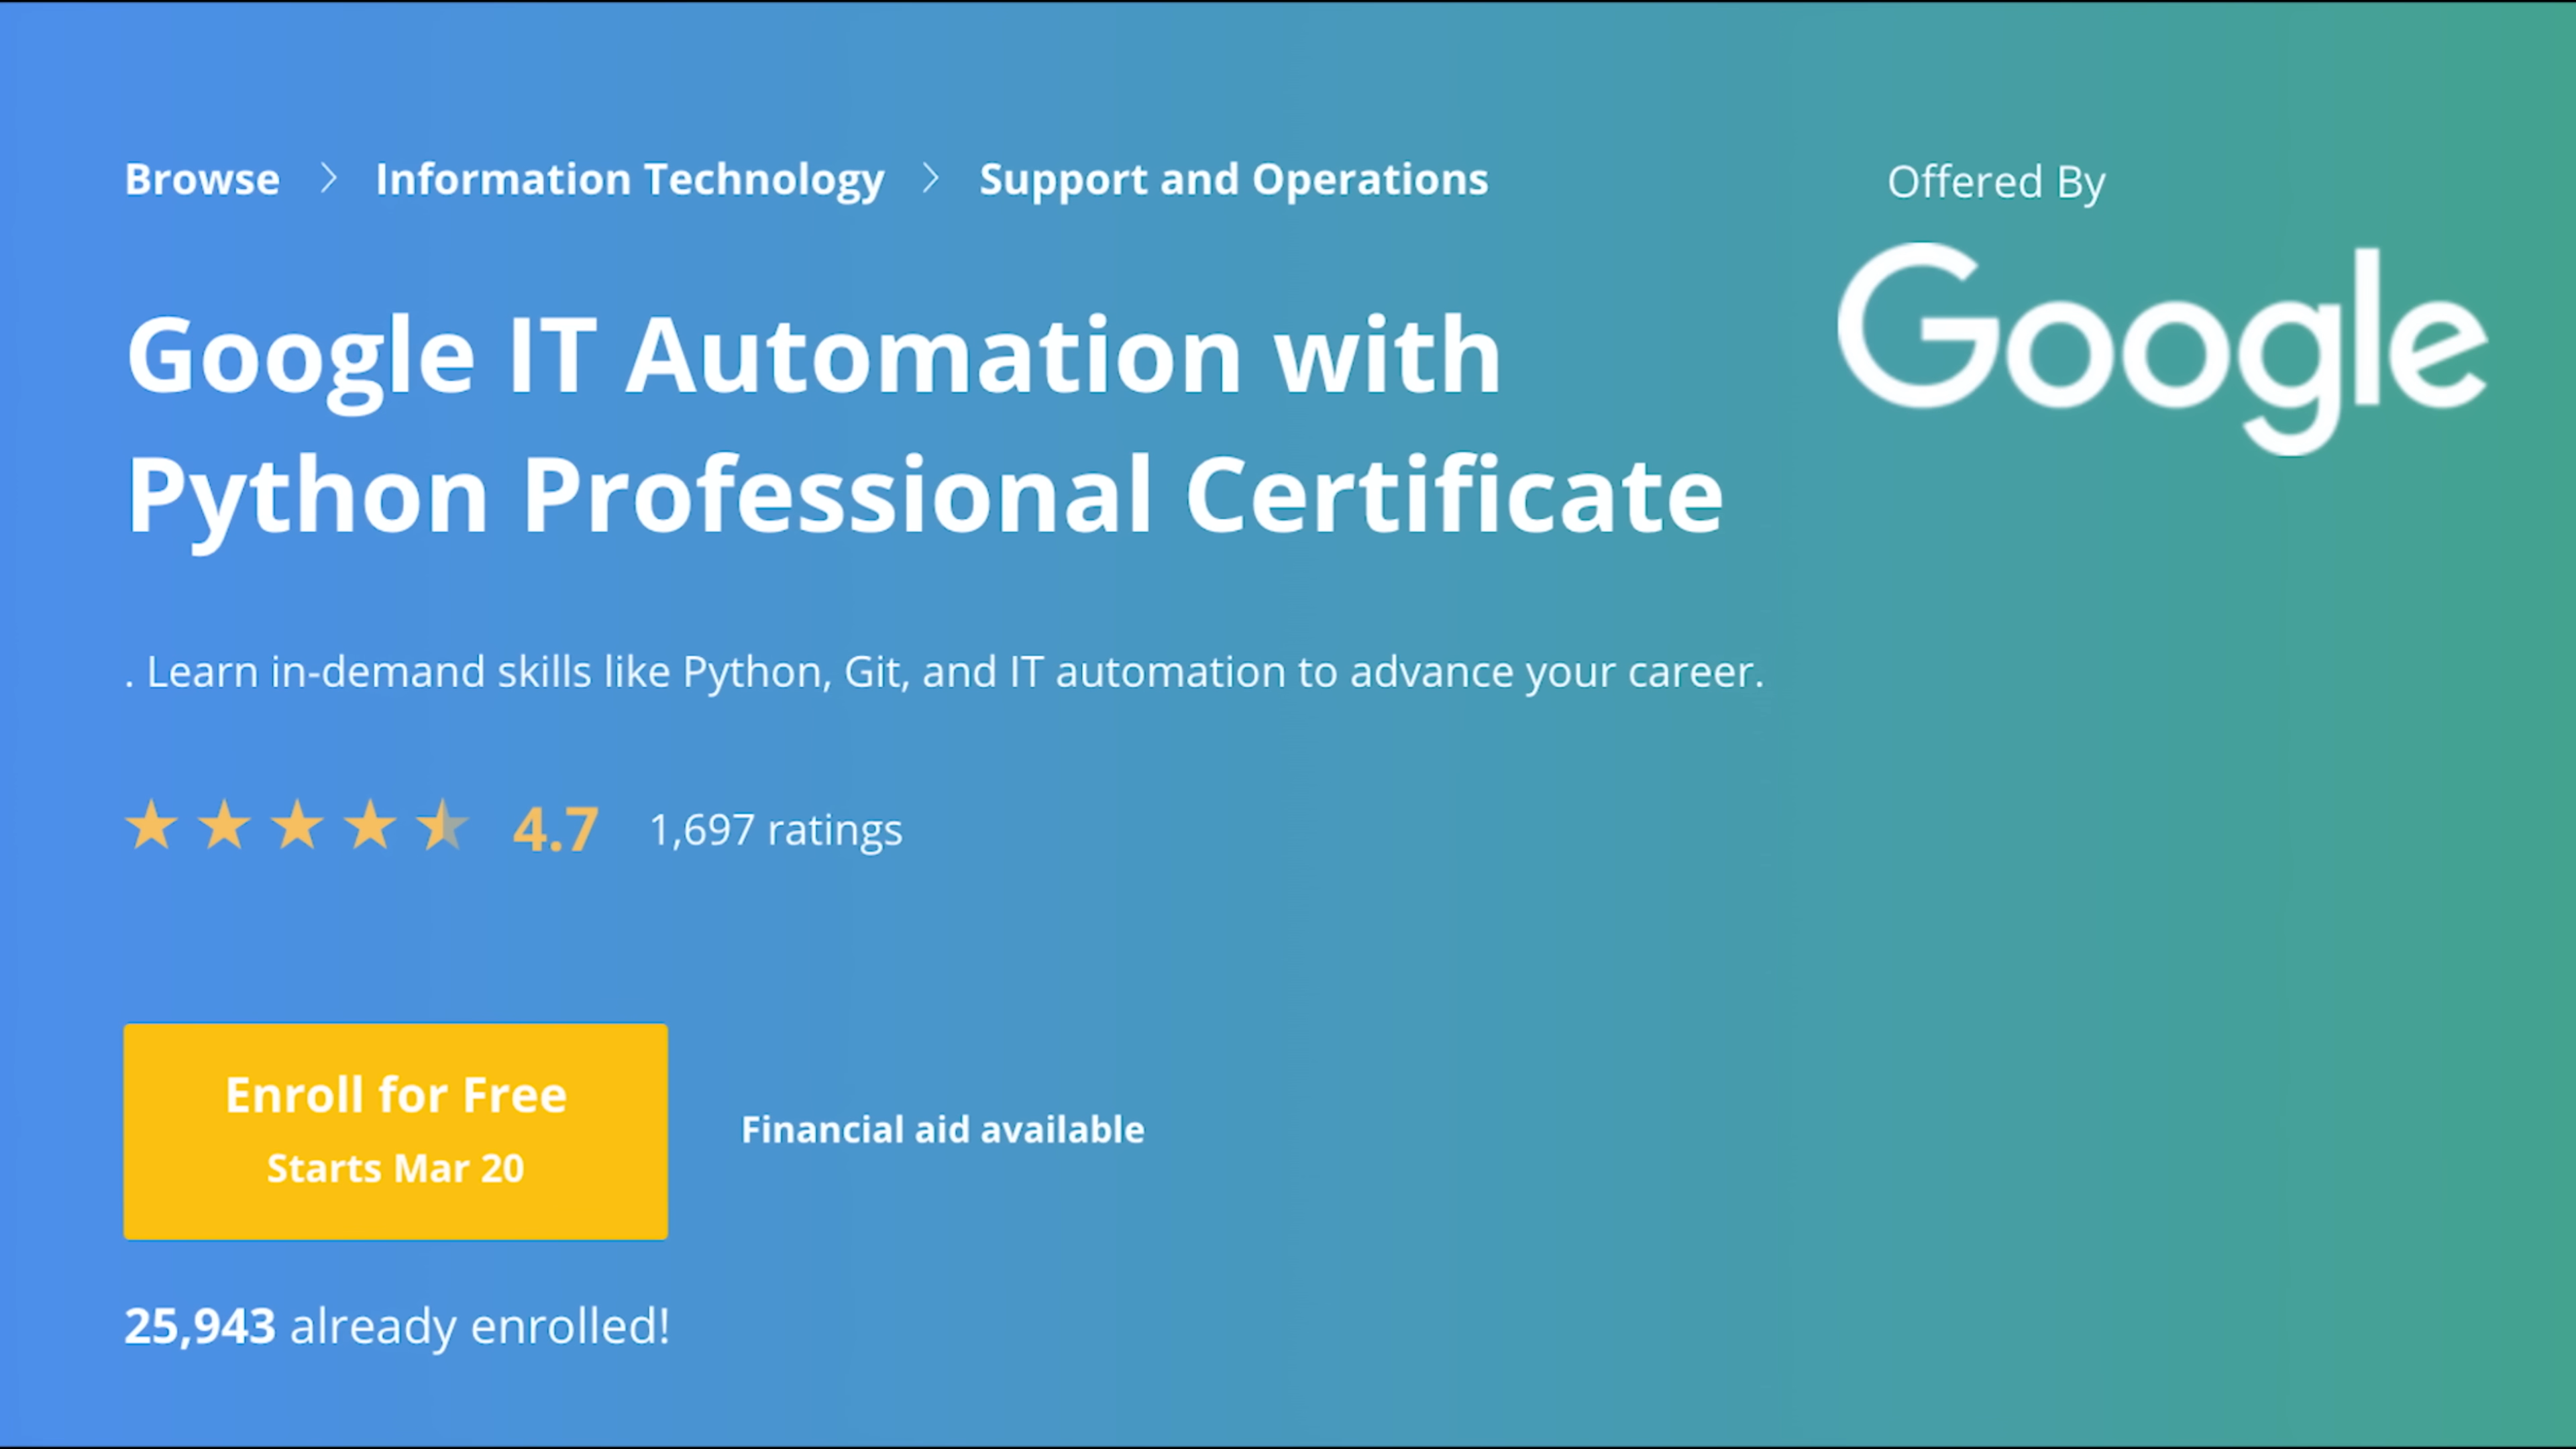 Browse > Information Technology > Support and Operations
Offered By
Google
Google IT Automation with
Python Professional Certificate
. Learn in-demand skills like Python, Git, and IT automation to advance your career.
4.7 1,697 ratings
Enroll for Free
Starts Mar 20
Financial aid available
25,943 already enrolled!